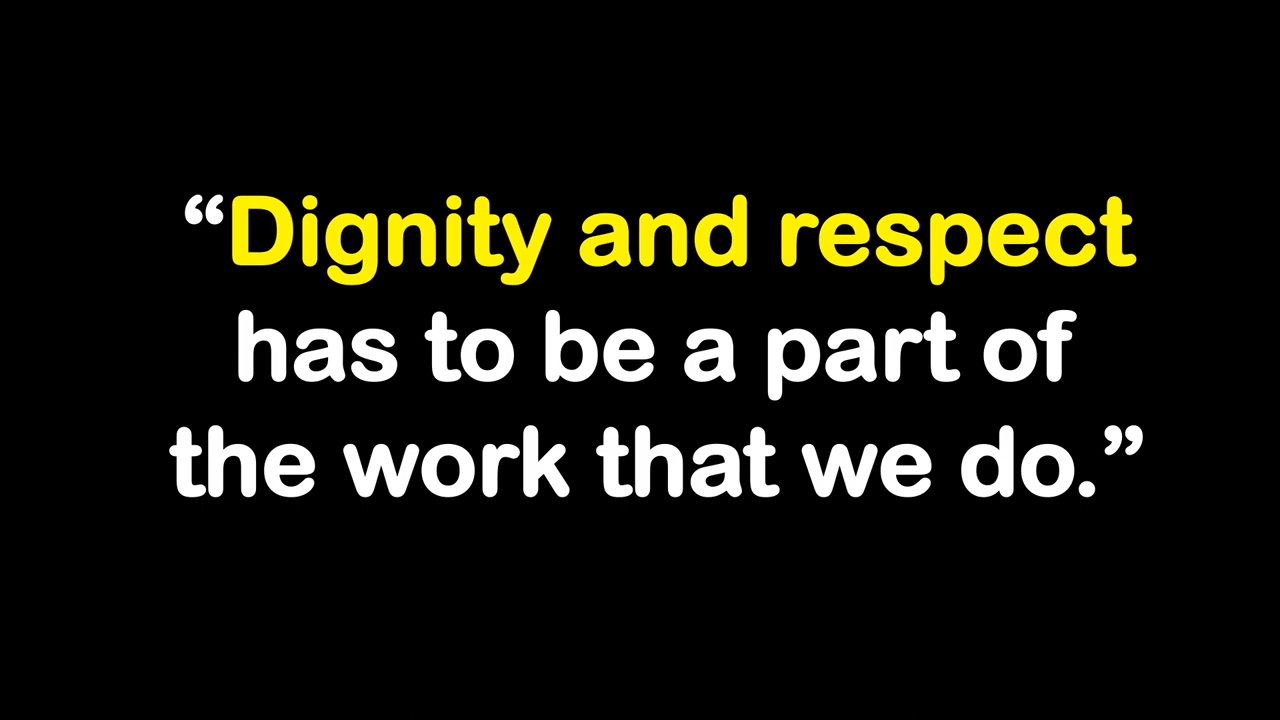 “Dignity and respect
has to be a part of
the work that we do.”